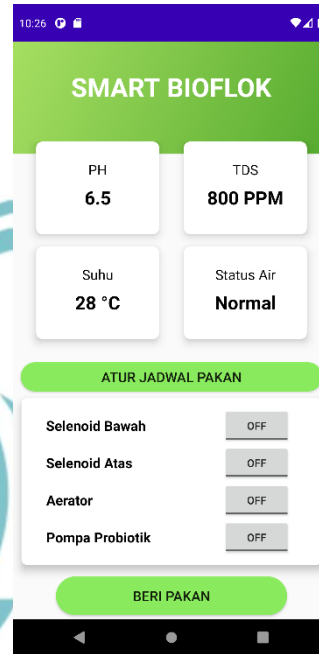 10:26
SMART BIOFLOK
PH
6.5
TDS
800 PPM
Suhu
28 °C
Status Air
Normal
ATUR JADWAL PAKAN
Selenoid Bawah OFF
Selenoid Atas OFF
Aerator OFF
Pompa Probiotik OFF
BERI PAKAN